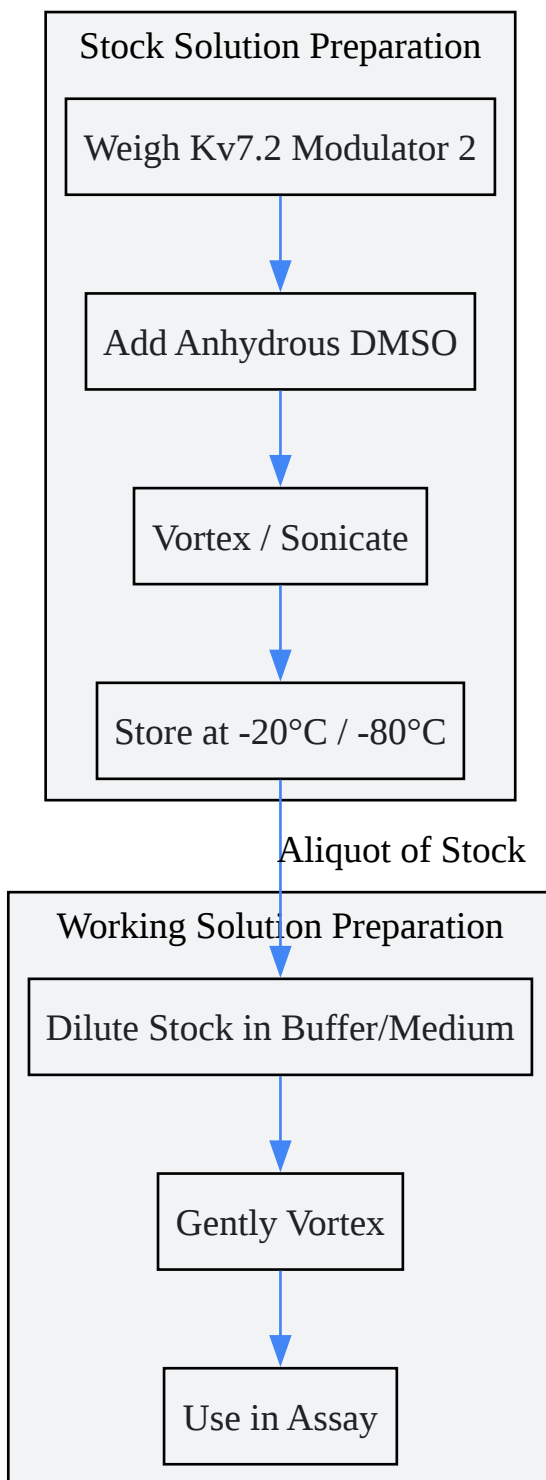 Stock Solution Preparation
Weigh Kv7.2 Modulator 2
Add Anhydrous DMSO
Vortex / Sonicate
Store at -20°C / -80°C
Aliquot of Stock
Working Solution Preparation
Dilute Stock in Buffer/Medium
Gently Vortex
Use in Assay